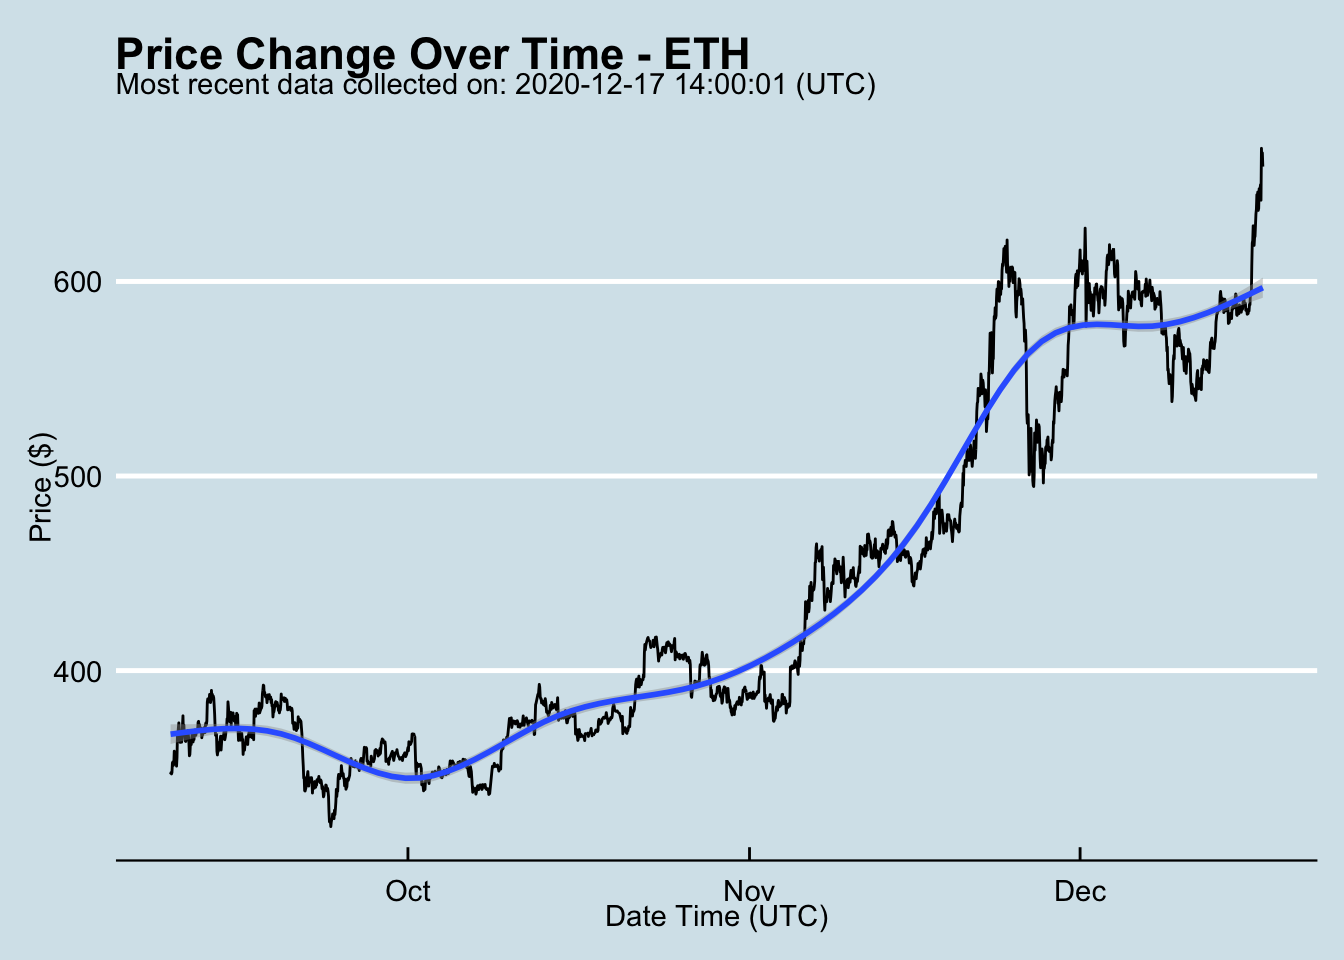 Price Change Over Time - ETH
Most recent data collected on: 2020-12-17 14:00:01 (UTC)
Price ($)
600
500
400
Oct
Nov
Dec
Date Time (UTC)